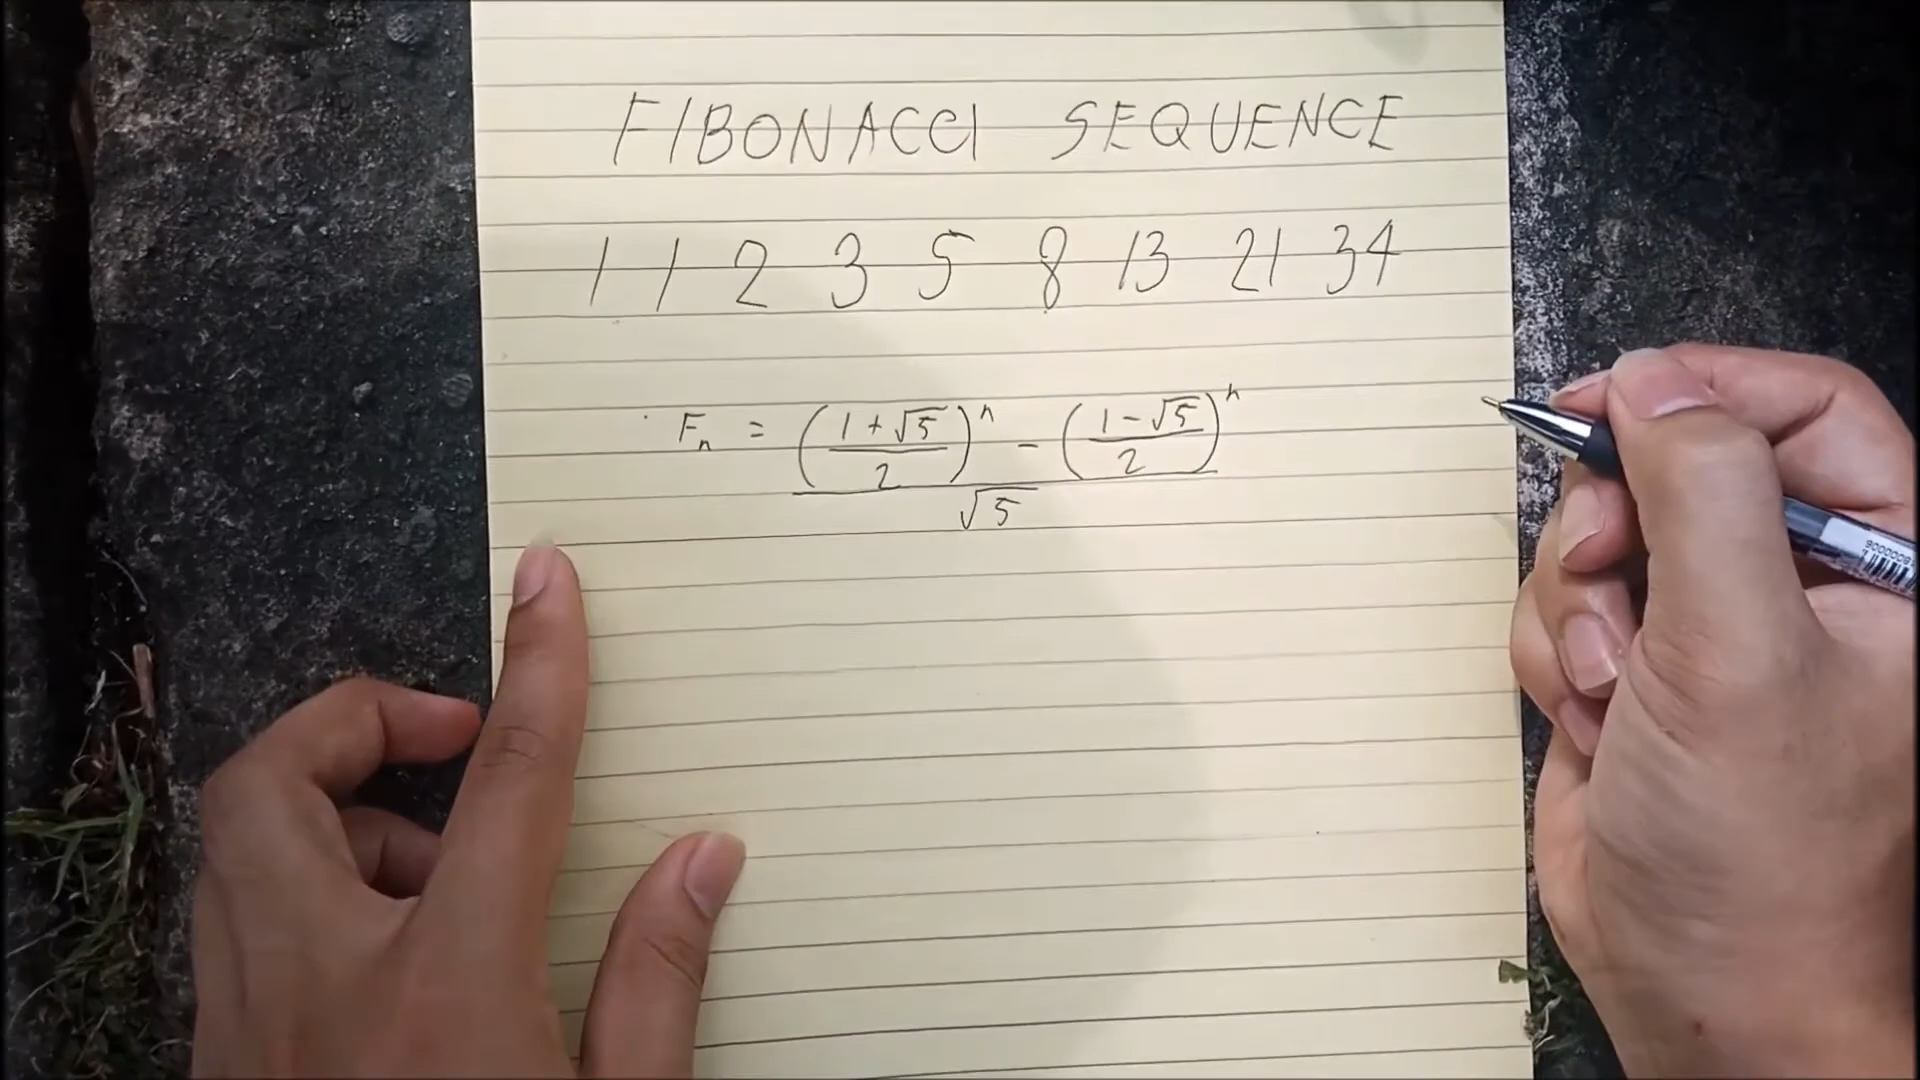 FIBONACCI SEQUENCE
1 1 2 3 5 8 13 21 34
Fₙ = ((1+√5)/2)ⁿ - ((1-√5)/2)ⁿ
√5